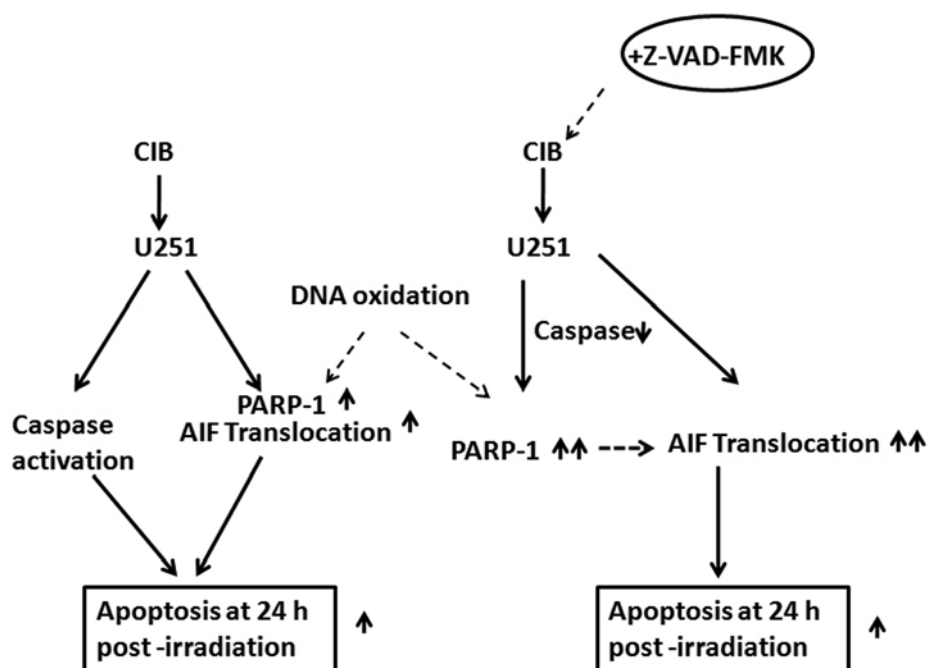 +Z-VAD-FMK
CIB
CIB
U251
U251
DNA oxidation
Caspase
PARP-1
AIF Translocation
Caspase
activation
PARP-1
AIF Translocation
Apoptosis at 24 h
post -irradiation
Apoptosis at 24 h
post -irradiation